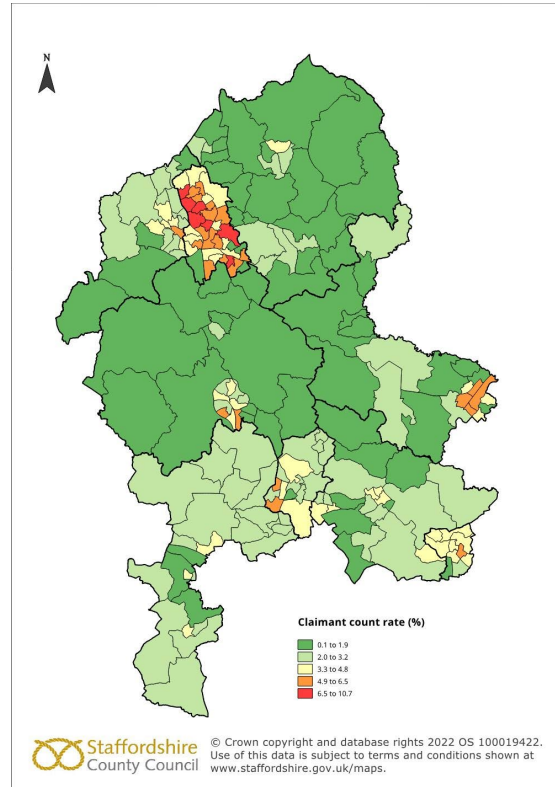 N
Claimant count rate (%)
0.1 to 1.9
2.0 to 3.2
3.3 to 4.8
4.9 to 6.5
6.5 to 10.7
Staffordshire
County Council
© Crown copyright and database rights 2022 OS 100019422.
Use of this data is subject to terms and conditions shown at
www.staffordshire.gov.uk/maps.